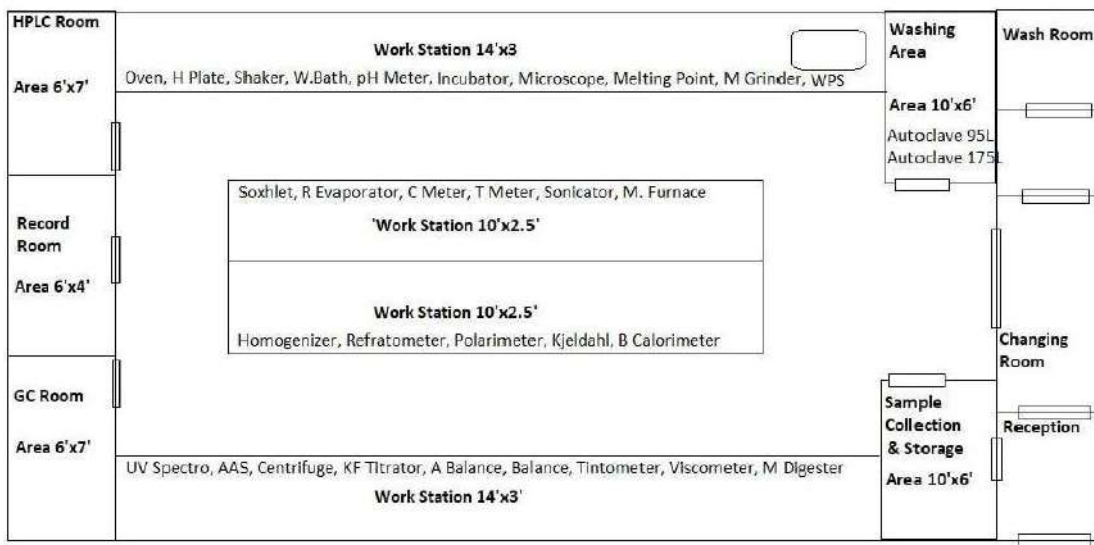 HPLC Room
Area 6'x7'
Work Station 14'x3
Oven, H Plate, Shaker, W.Bath, pH Meter, Incubator, Microscope, Melting Point, M Grinder, WPS
Washing
Area
Area 10'x6'
Autoclave 95L
Autoclave 175L
Wash Room
Record
Room
Area 6'x4'
Soxhlet, R Evaporator, C Meter, T Meter, Sonicator, M. Furnace
'Work Station 10'x2.5'
Work Station 10'x2.5'
Homogenizer, Refratometer, Polarimeter, Kjeldahl, B Calorimeter
Changing
Room
GC Room
Area 6'x7'
UV Spectro, AAS, Centrifuge, KF Titrator, A Balance, Balance, Tintometer, Viscometer, M Digester
Work Station 14'x3'
Sample
Collection
& Storage
Area 10'x6'
Reception